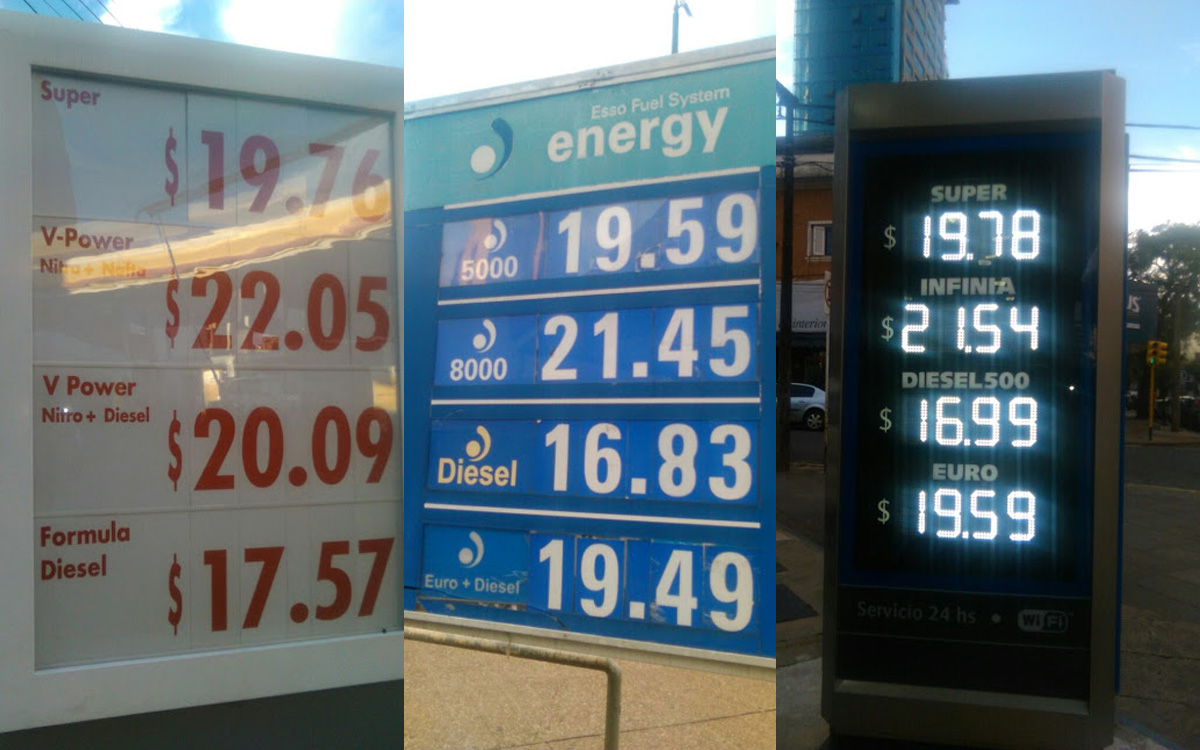 Super
$ 19.76
V-Power
Nitro + Nafta
$ 22.05
V Power
Nitro + Diesel
$ 20.09
Formula
Diesel
$ 17.57
Esso Fuel System
energy
5000 19.59
8000 21.45
Diesel 16.83
Euro + Diesel 19.49
SUPER
$ 19.78
INFINIA
$ 21.54
DIESEL500
$ 16.99
EURO
$ 19.59
Servicio 24 hs • WiFi
interior